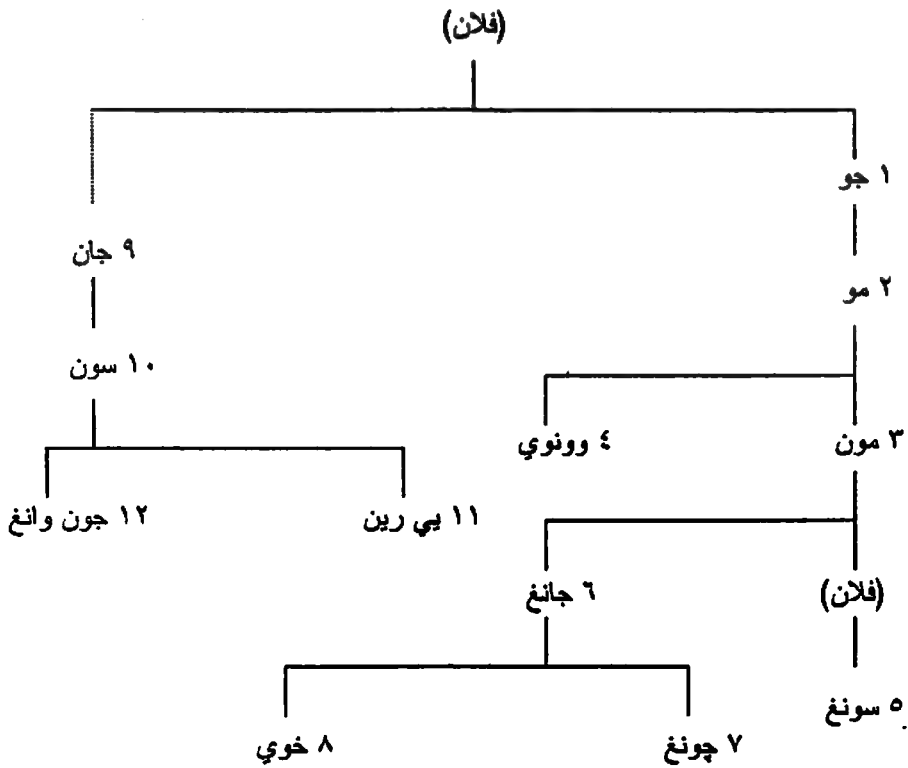 (فلان)
١ جو
٩ جان
٢ مو
١٠ سون
٣ مون
٤ وونوي
١١ يي رين
١٢ جون وانغ
(فلان)
٦ جانغ
٥ سونغ
٧ چونغ
٨ خوي